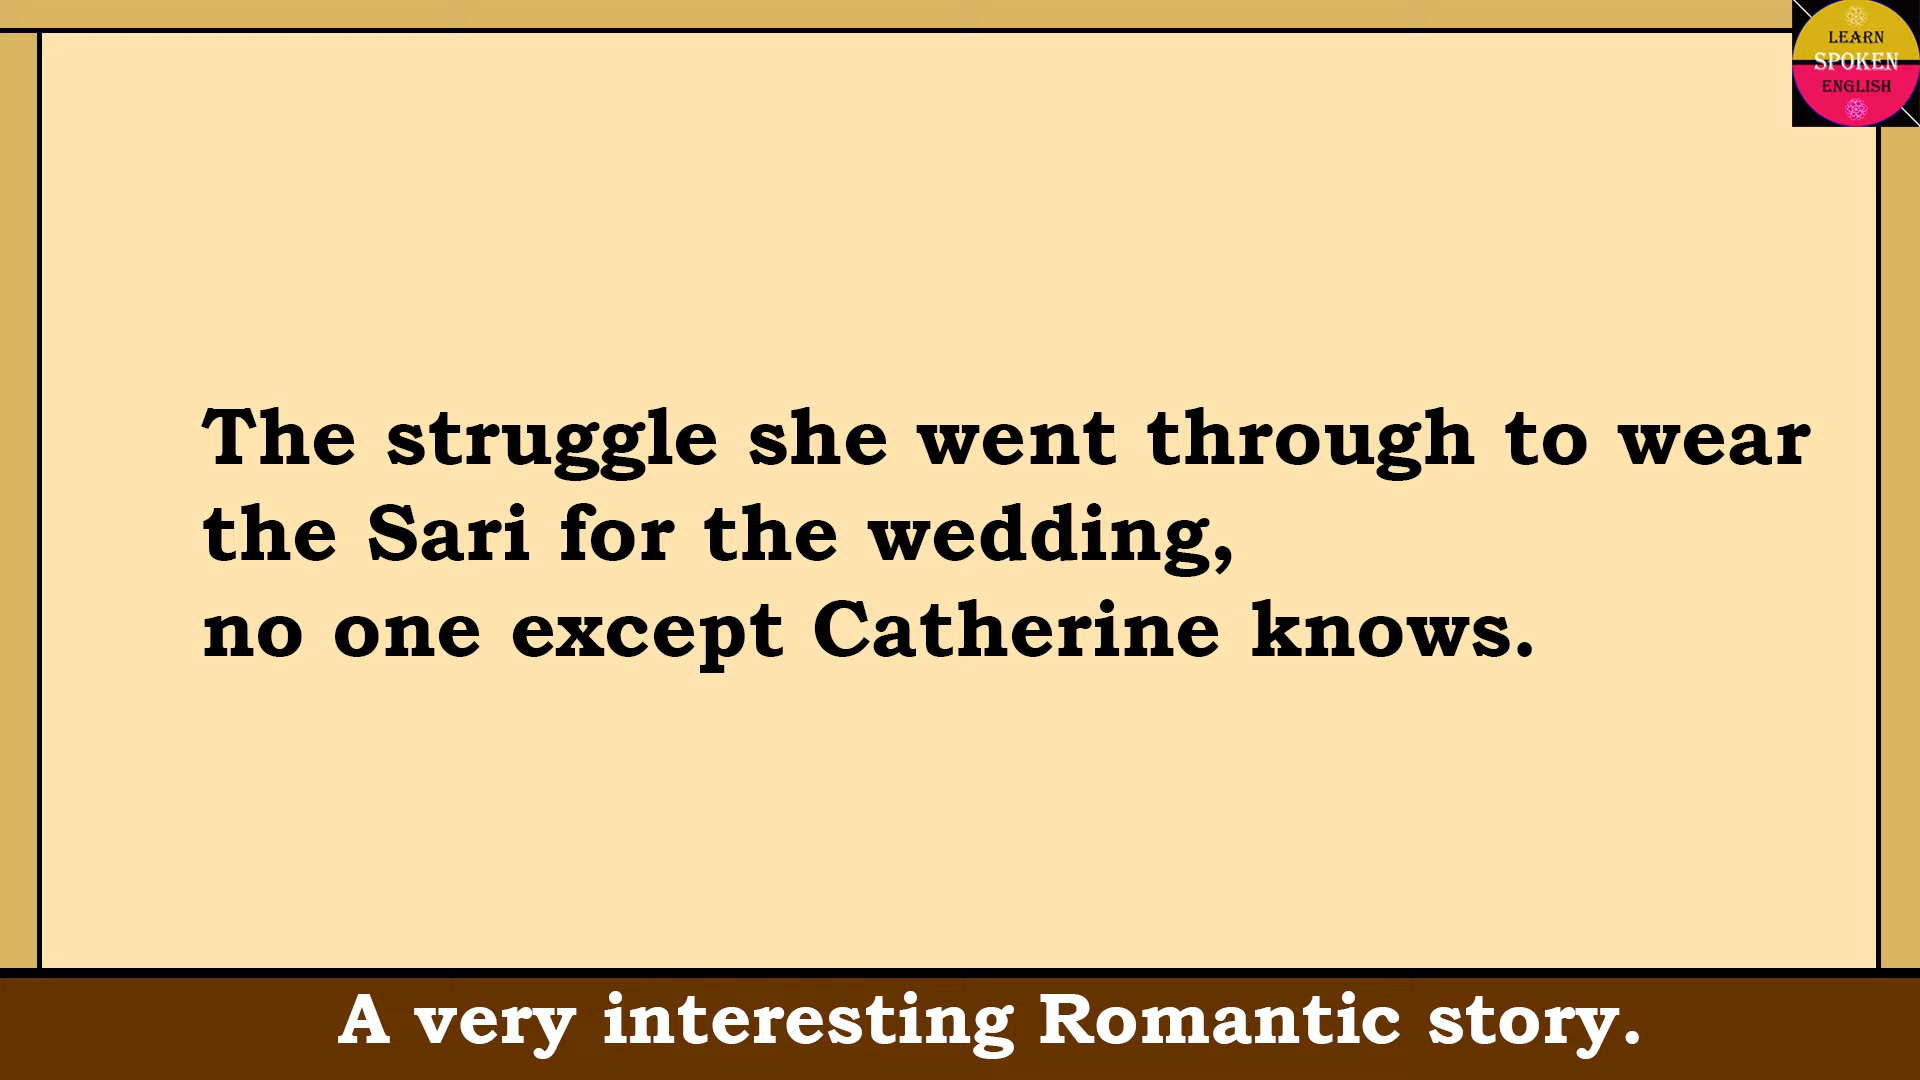 LEARN
SPOKEN
ENGLISH
The struggle she went through to wear
the Sari for the wedding,
no one except Catherine knows.
A very interesting Romantic story.